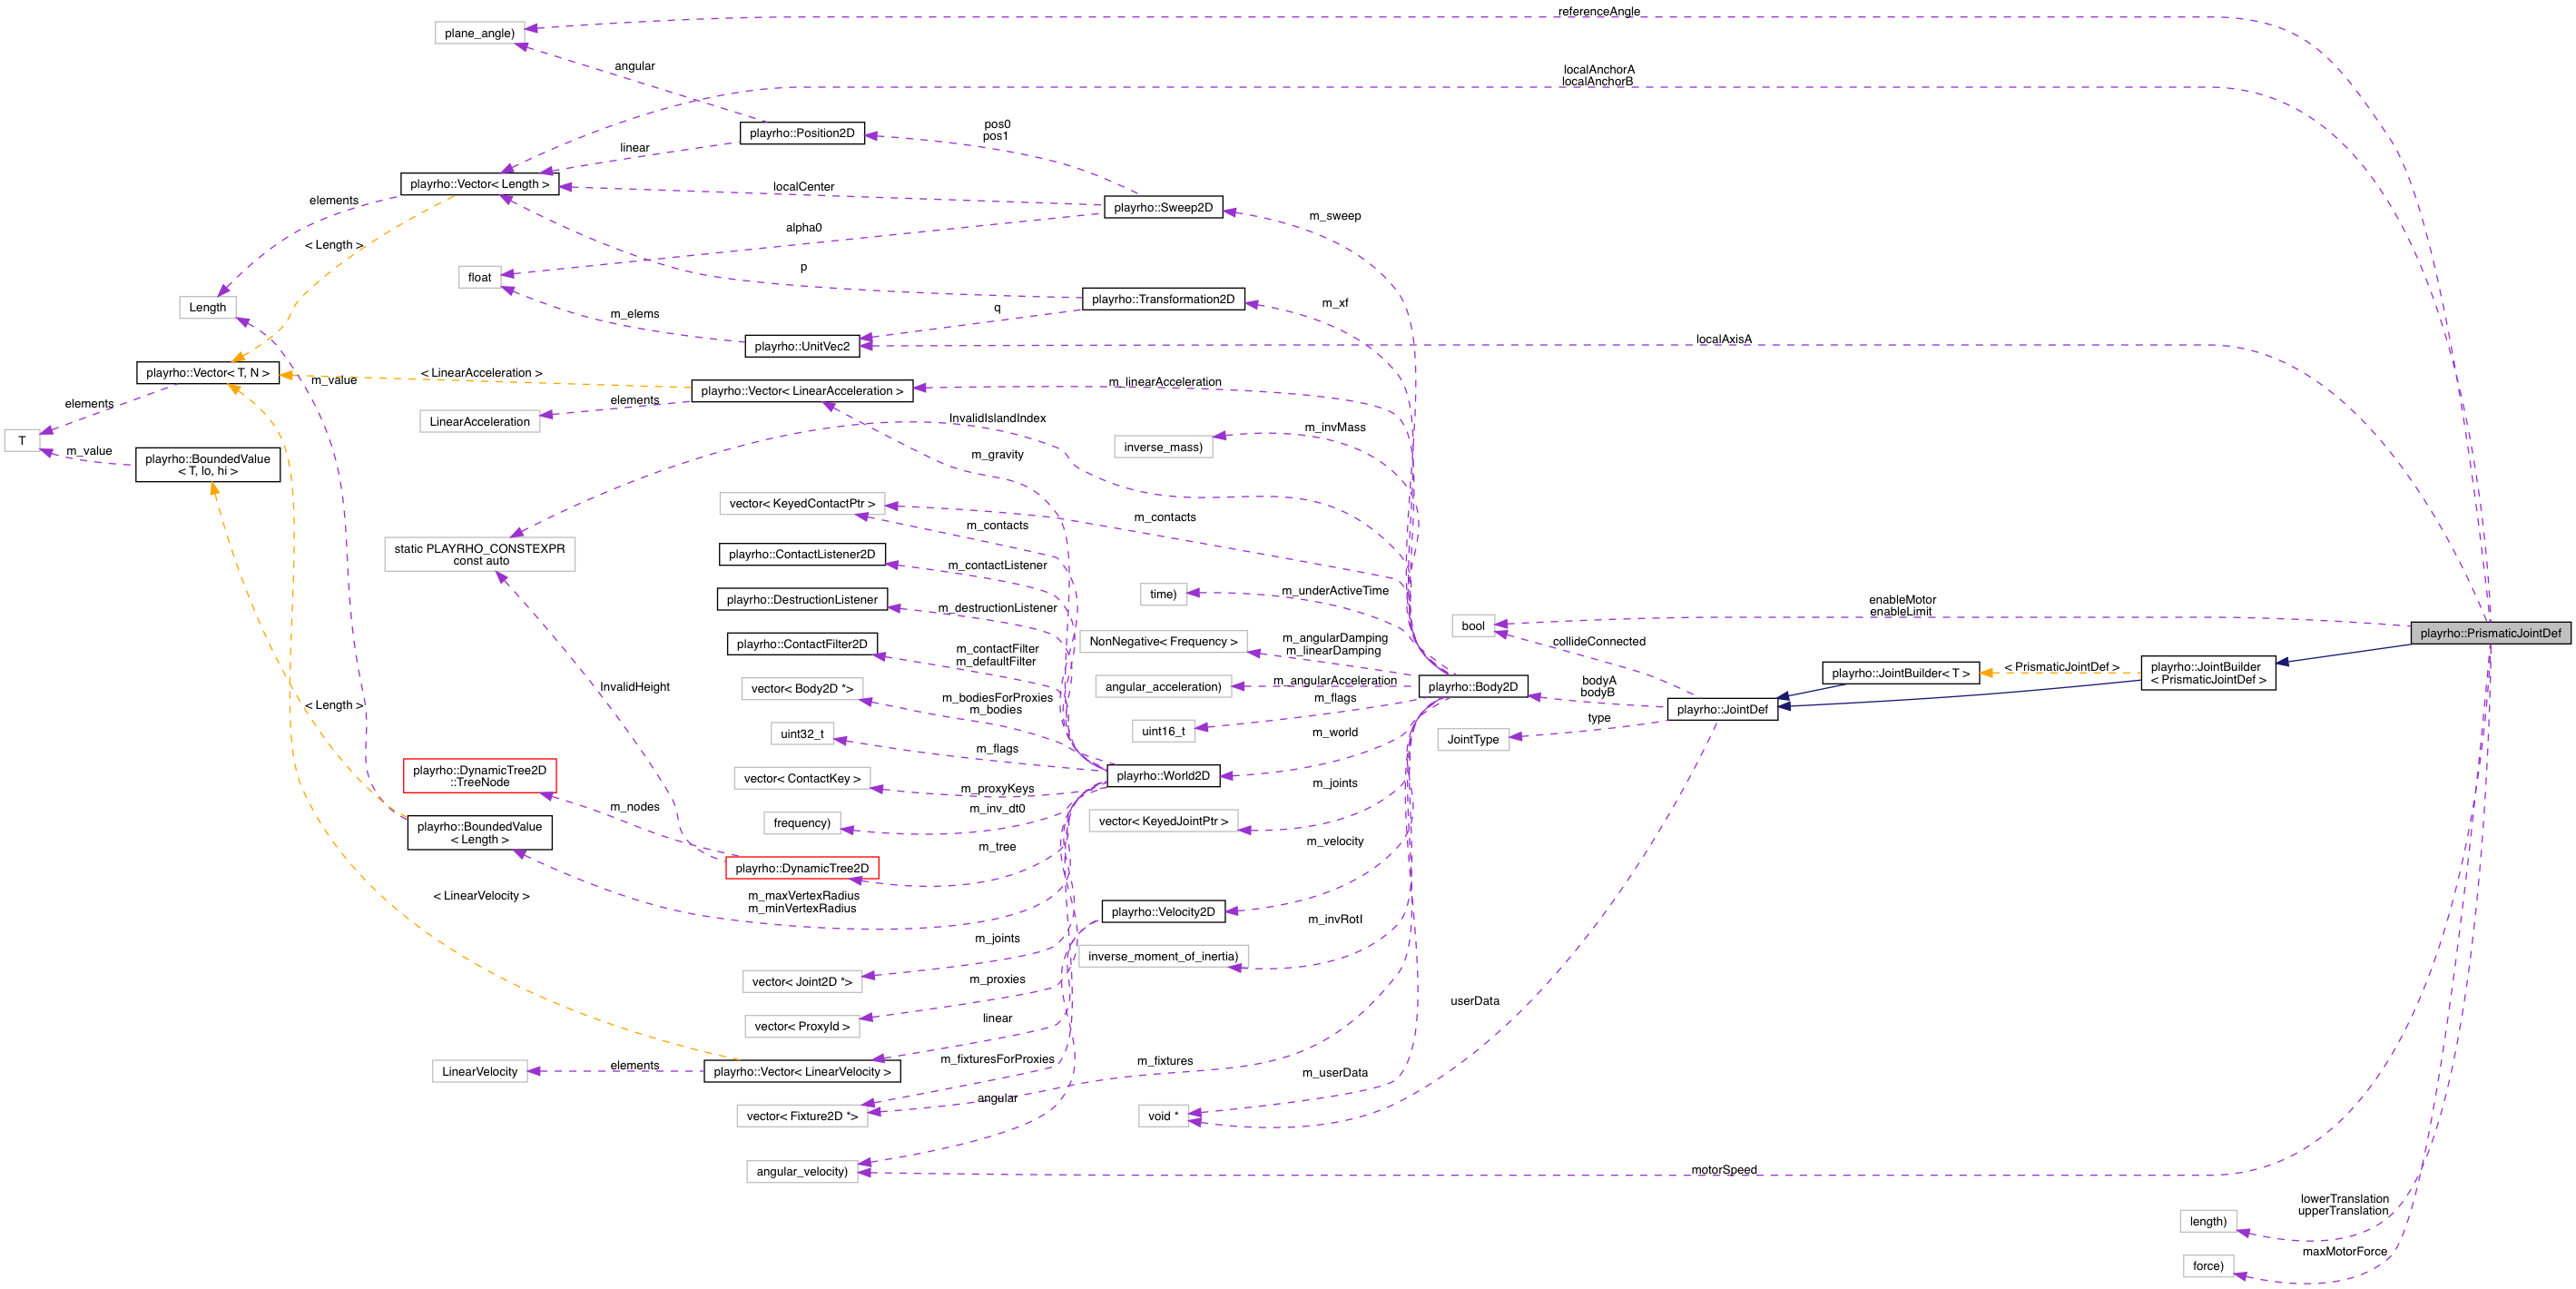 referenceAngle
plane_angle)
angular
localAnchorA
localAnchorB
playrho::Position2D
pos0
pos1
linear
playrho::Vector< Length >
localCenter
elements
playrho::Sweep2D
m_sweep
alpha0
< Length >
p
float
playrho::Transformation2D
m_xf
Length
q
m_elems
playrho::UnitVec2
localAxisA
playrho::Vector< T, N >
< LinearAcceleration >
m_value
m_linearAcceleration
playrho::Vector< LinearAcceleration >
elements
elements
LinearAcceleration
InvalidIslandIndex
m_invMass
T
inverse_mass)
m_value
playrho::BoundedValue
< T, lo, hi >
m_gravity
vector< KeyedContactPtr >
m_contacts
m_contacts
static PLAYRHO_CONSTEXPR
const auto
playrho::ContactListener2D
m_contactListener
time)
m_underActiveTime
playrho::DestructionListener
m_destructionListener
enableMotor
enableLimit
bool
playrho::PrismaticJointDef
NonNegative< Frequency >
m_angularDamping
m_linearDamping
collideConnected
playrho::ContactFilter2D
m_contactFilter
m_defaultFilter
playrho::JointBuilder< T >
< PrismaticJointDef >
playrho::JointBuilder
< PrismaticJointDef >
InvalidHeight
vector< Body2D *>
m_bodiesForProxies
m_bodies
angular_acceleration)
m_angularAcceleration
playrho::Body2D
bodyA
bodyB
playrho::JointDef
< Length >
m_flags
type
uint32_t
uint16_t
m_world
JointType
m_flags
playrho::DynamicTree2D
::TreeNode
vector< ContactKey >
m_proxyKeys
playrho::World2D
m_joints
m_nodes
m_inv_dt0
frequency)
vector< KeyedJointPtr >
playrho::BoundedValue
< Length >
m_tree
m_velocity
playrho::DynamicTree2D
< LinearVelocity >
m_maxVertexRadius
m_minVertexRadius
playrho::Velocity2D
m_invRotI
m_joints
inverse_moment_of_inertia)
vector< Joint2D *>
m_proxies
userData
vector< ProxyId >
linear
m_fixturesForProxies
m_fixtures
LinearVelocity
elements
playrho::Vector< LinearVelocity >
m_userData
angular
vector< Fixture2D *>
void *
angular_velocity)
motorSpeed
lowerTranslation
upperTranslation
length)
maxMotorForce
force)